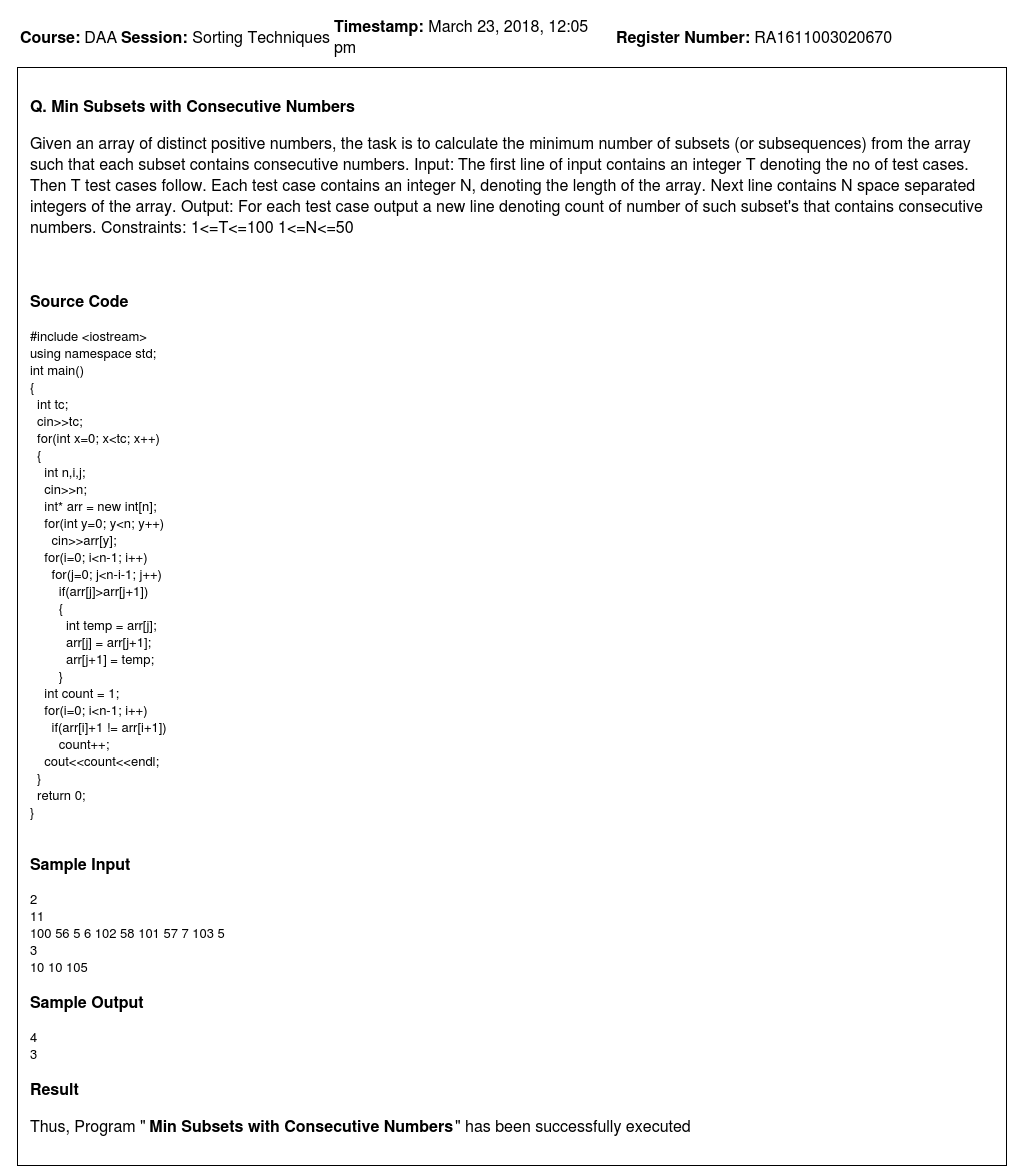 Course: DAA Session: Sorting Techniques Timestamp: March 23, 2018, 12:05 pm Register Number: RA1611003020670
Q. Min Subsets with Consecutive Numbers
Given an array of distinct positive numbers, the task is to calculate the minimum number of subsets (or subsequences) from the array
such that each subset contains consecutive numbers. Input: The first line of input contains an integer T denoting the no of test cases.
Then T test cases follow. Each test case contains an integer N, denoting the length of the array. Next line contains N space separated
integers of the array. Output: For each test case output a new line denoting count of number of such subset's that contains consecutive
numbers. Constraints: 1<=T<=100 1<=N<=50
Source Code
#include <iostream>
using namespace std;
int main()
{
  int tc;
  cin>>tc;
  for(int x=0; x<tc; x++)
  {
    int n,i,j;
    cin>>n;
    int* arr = new int[n];
    for(int y=0; y<n; y++)
      cin>>arr[y];
    for(i=0; i<n-1; i++)
      for(j=0; j<n-i-1; j++)
        if(arr[j]>arr[j+1])
        {
          int temp = arr[j];
          arr[j] = arr[j+1];
          arr[j+1] = temp;
        }
    int count = 1;
    for(i=0; i<n-1; i++)
      if(arr[i]+1 != arr[i+1])
        count++;
    cout<<count<<endl;
  }
  return 0;
}
Sample Input
2
11
100 56 5 6 102 58 101 57 7 103 5
3
10 10 105
Sample Output
4
3
Result
Thus, Program " Min Subsets with Consecutive Numbers" has been successfully executed